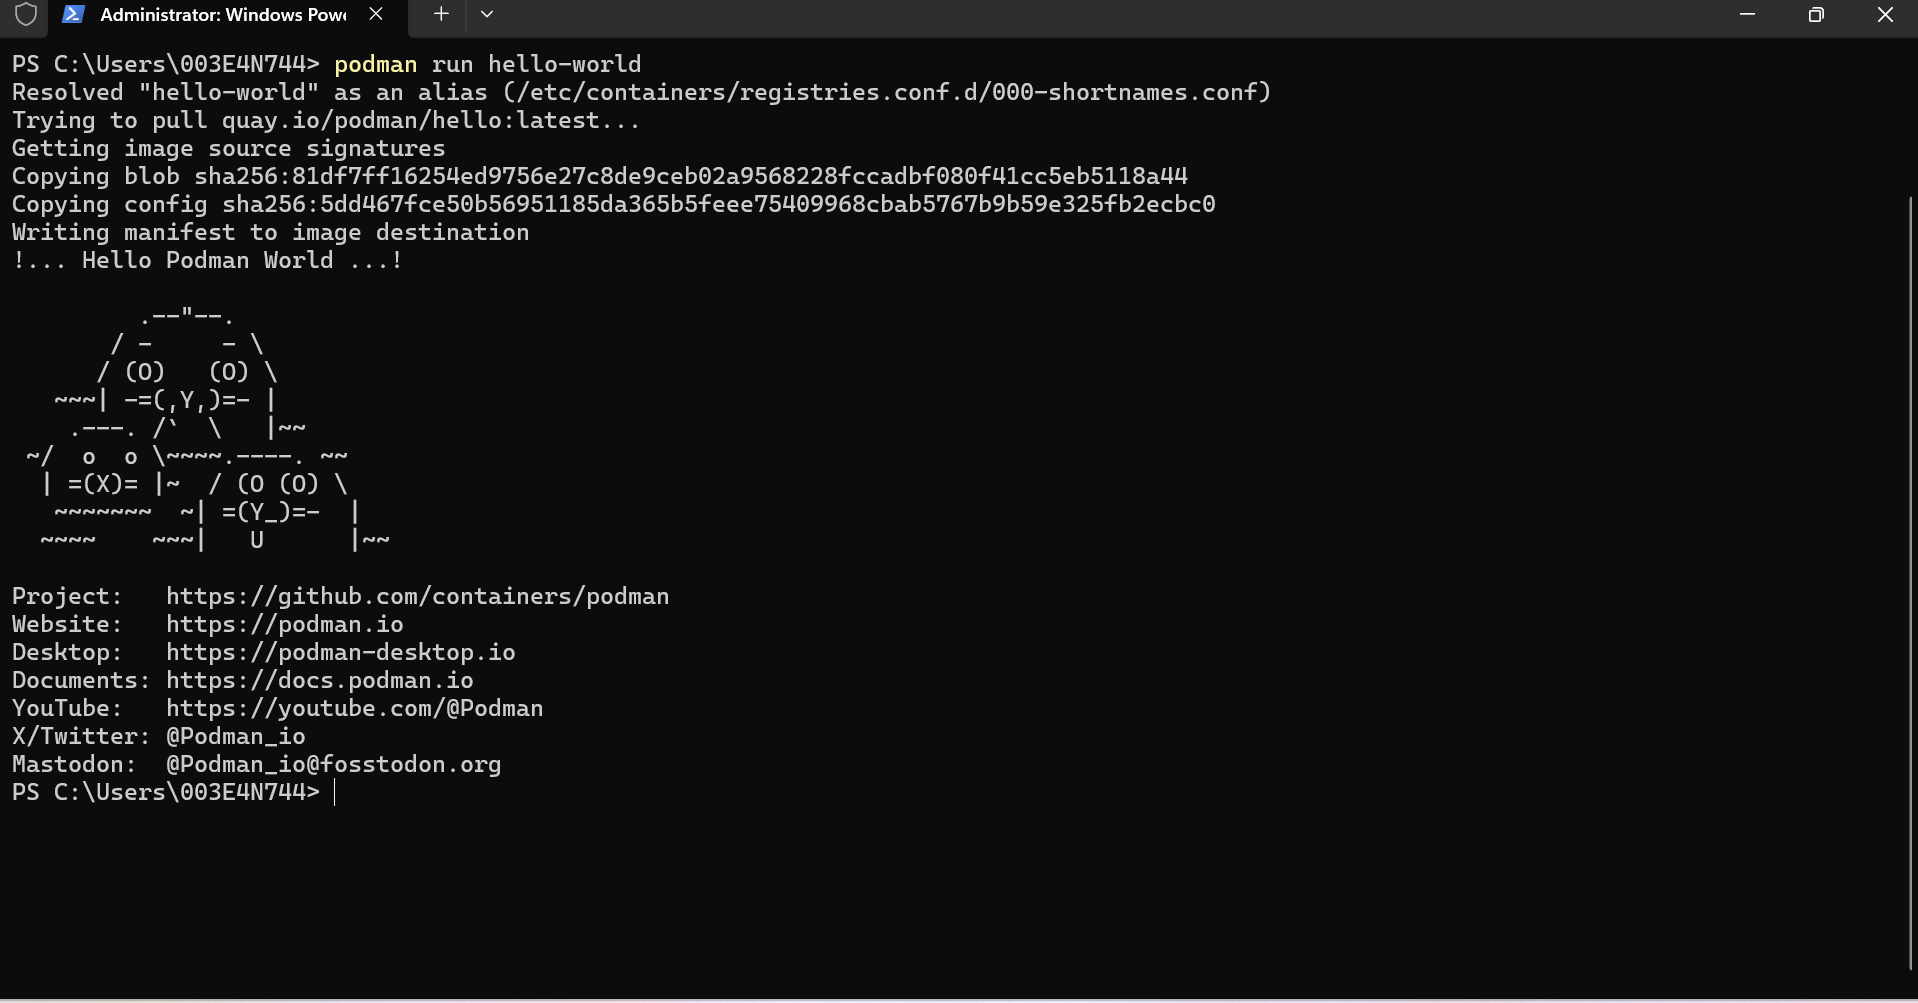 Administrator: Windows Powe
PS C:\Users\003E4N744> podman run hello-world
Resolved "hello-world" as an alias (/etc/containers/registries.conf.d/000-shortnames.conf)
Trying to pull quay.io/podman/hello:latest...
Getting image source signatures
Copying blob sha256:81df7ff16254ed9756e27c8de9ceb02a9568228fccadbf080f41cc5eb5118a44
Copying config sha256:5dd467fce50b56951185da365b5feee75409968cbab5767b9b59e325fb2ecbc0
Writing manifest to image destination
!... Hello Podman World ...!

         .--"--.
       / -     - \
      / (O)   (O) \
   ~~~| -=(,Y,)=- |
    .---. /`  \   |~~
 ~/  o  o \~~~~.----. ~~
  | =(X)= |~  / (O (O) \
   ~~~~~~~  ~| =(Y_)=-  |
  ~~~~    ~~~|   U      |~~

Project:   https://github.com/containers/podman
Website:   https://podman.io
Desktop:   https://podman-desktop.io
Documents: https://docs.podman.io
YouTube:   https://youtube.com/@Podman
X/Twitter: @Podman_io
Mastodon:  @Podman_io@fosstodon.org
PS C:\Users\003E4N744>